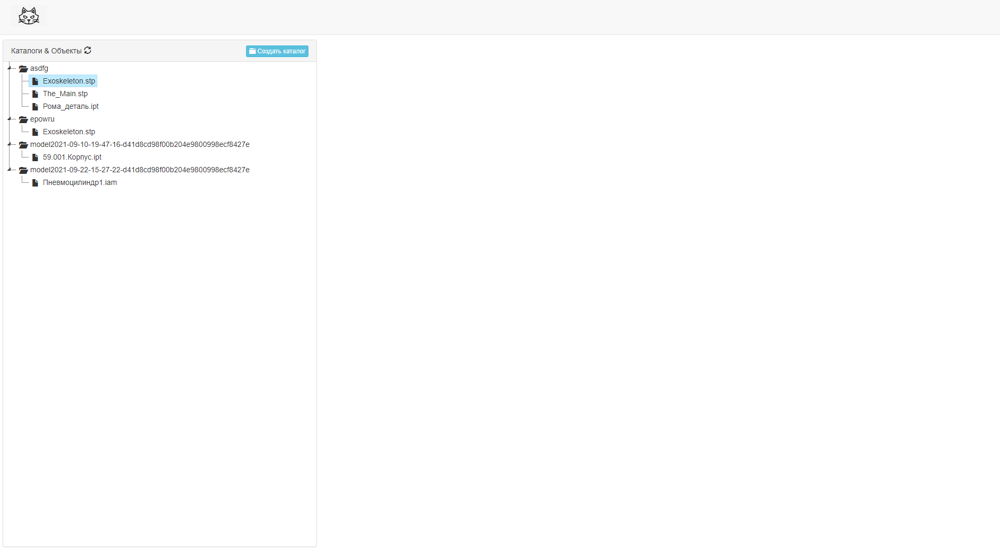 Каталоги & Объекты
Создать каталог
asdfg
Exoskeleton.stp
The_Main.stp
Рома_деталь.ipt
epowru
Exoskeleton.stp
model2021-09-10-19-47-16-d41d8cd98f00b204e9800998ecf8427e
59.001.Корпус.ipt
model2021-09-22-15-27-22-d41d8cd98f00b204e9800998ecf8427e
Пневмоцилиндр1.iam